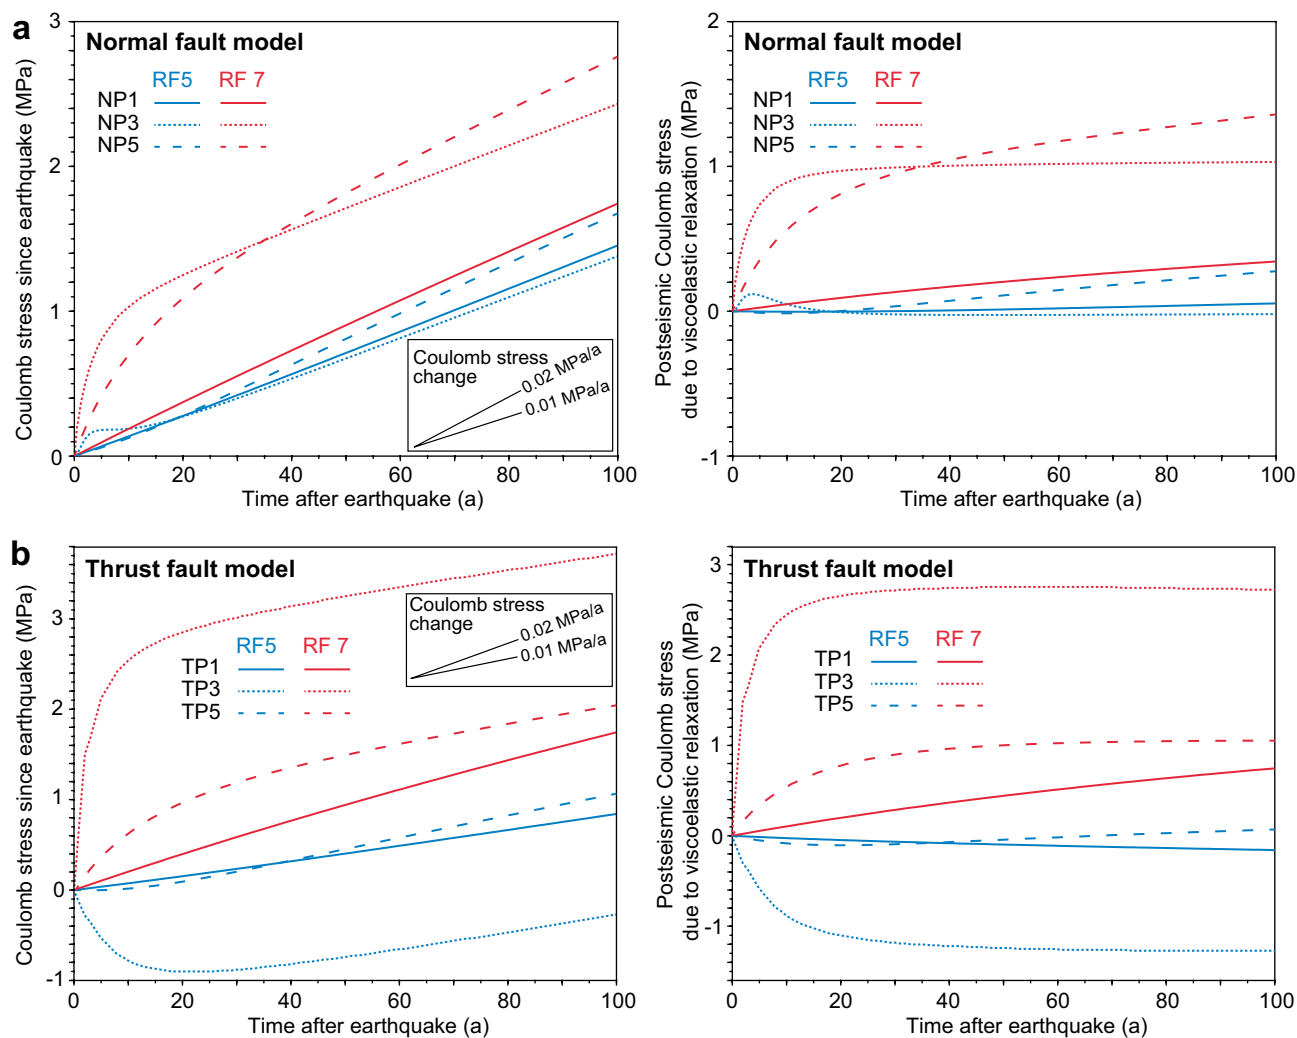 a
Normal fault model
RF5 RF 7
NP1
NP3
NP5
Coulomb stress since earthquake (MPa)
3
2
1
0
Coulomb stress
change
0.02 MPa/a
0.01 MPa/a
0 20 40 60 80 100
Time after earthquake (a)
Normal fault model
RF5 RF 7
NP1
NP3
NP5
Postseismic Coulomb stress
due to viscoelastic relaxation (MPa)
2
1
0
-1
0 20 40 60 80 100
Time after earthquake (a)
b
Thrust fault model
RF5 RF 7
TP1
TP3
TP5
Coulomb stress since earthquake (MPa)
3
2
1
0
-1
Coulomb stress
change
0.02 MPa/a
0.01 MPa/a
0 20 40 60 80 100
Time after earthquake (a)
Thrust fault model
RF5 RF 7
TP1
TP3
TP5
Postseismic Coulomb stress
due to viscoelastic relaxation (MPa)
3
2
1
0
-1
0 20 40 60 80 100
Time after earthquake (a)